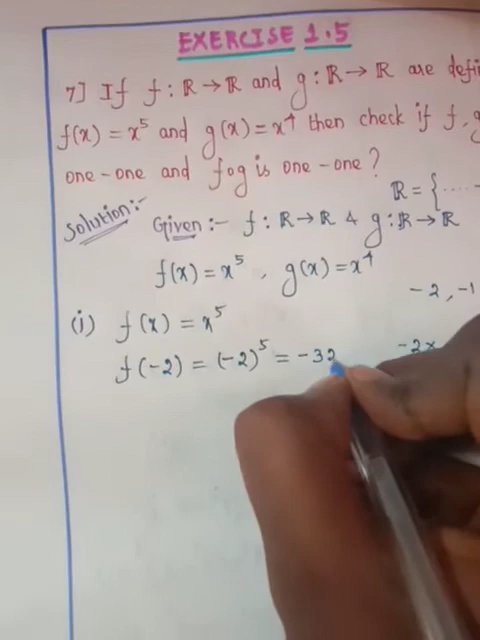 EXERCISE 1.5
7] If f : ℝ → ℝ and g : ℝ → ℝ are
f(x) = x⁵ and g(x) = x⁴ then check if f, g
one-one and fog is one-one?
ℝ = {.....
Solution:-
Given :- f : ℝ → ℝ & g : ℝ → ℝ
f(x) = x⁵ , g(x) = x⁴
-2, -1
(i) f(x) = x⁵
f(-2) = (-2)⁵ = -32
-2x